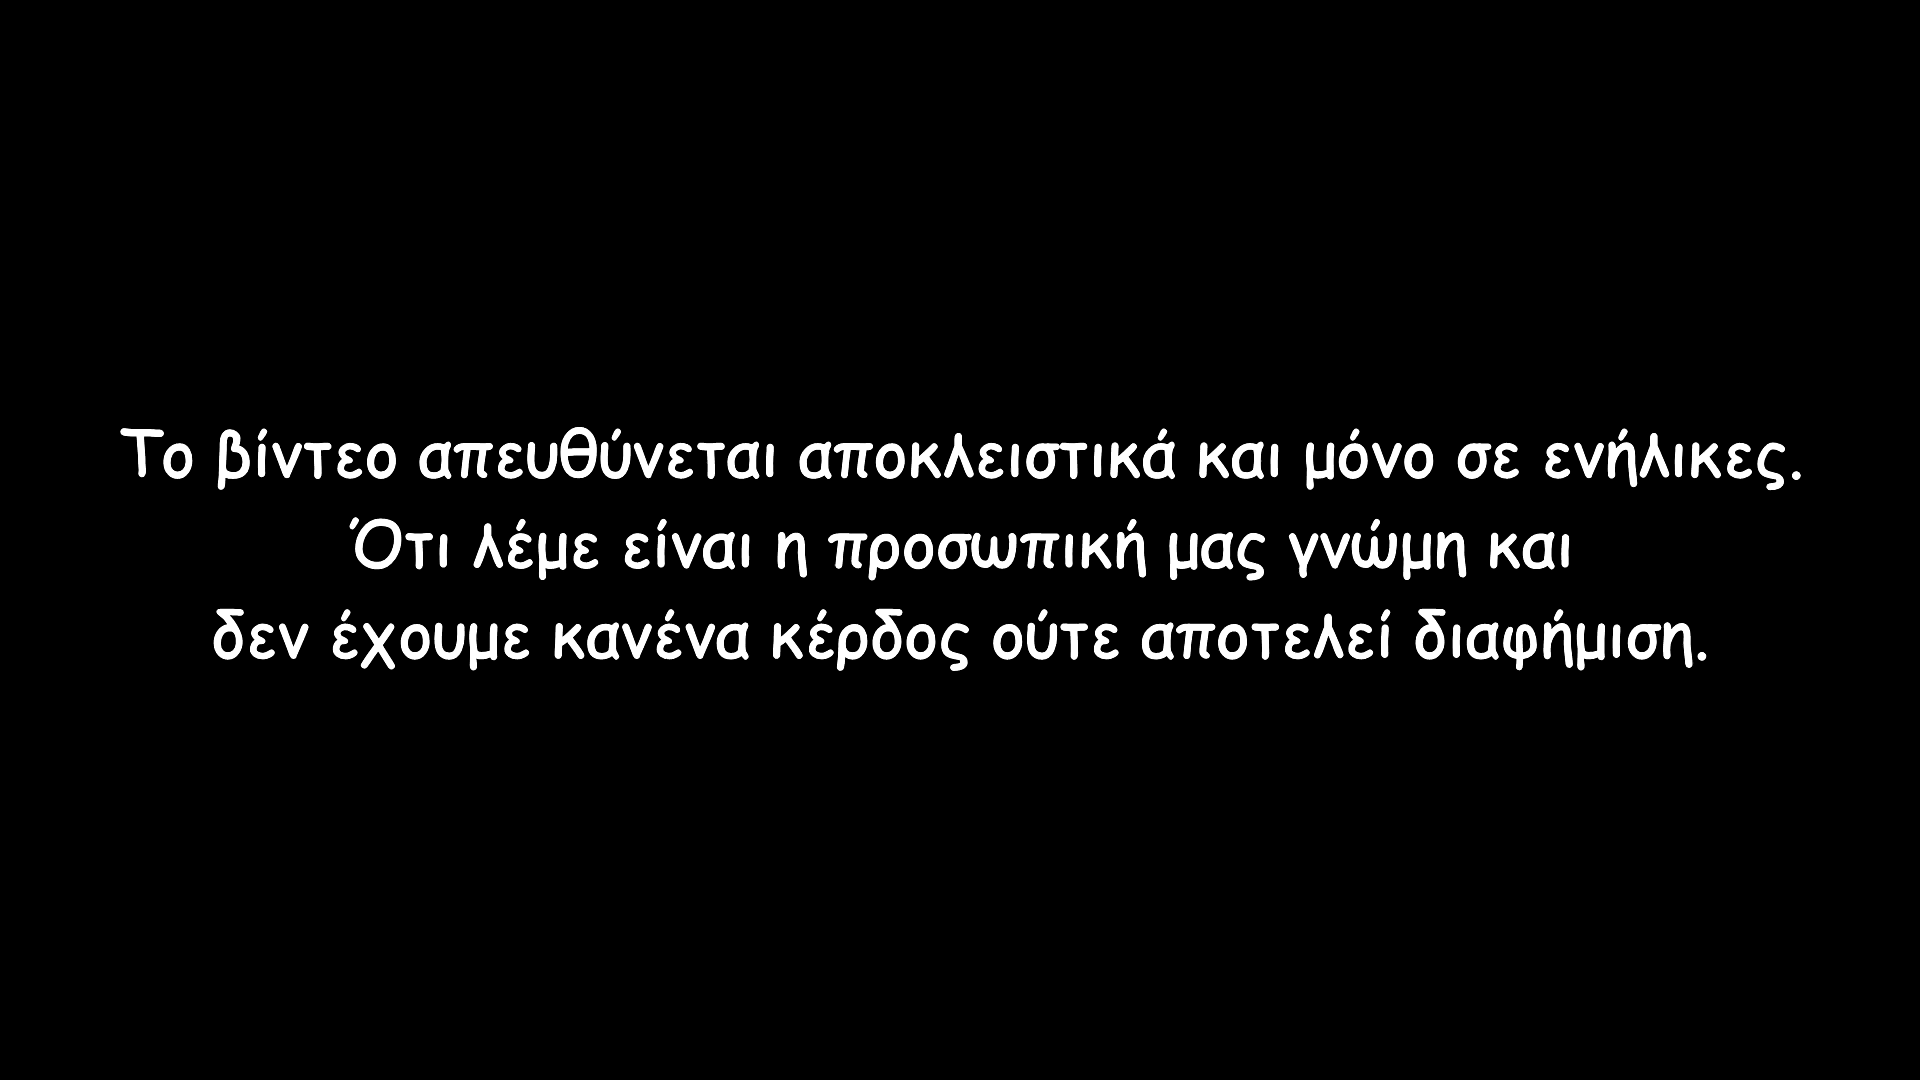 Το βίντεο απευθύνεται αποκλειστικά και μόνο σε ενήλικες.
Ότι λέμε είναι η προσωπική μας γνώμη και
δεν έχουμε κανένα κέρδος ούτε αποτελεί διαφήμιση.